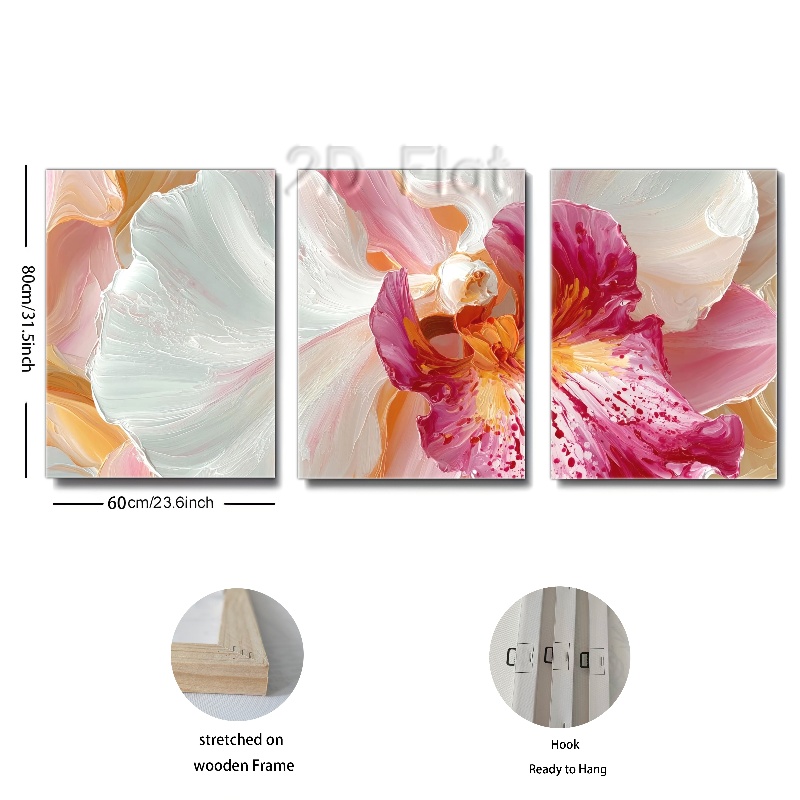 2D Flat
80cm/31.5inch
60cm/23.6inch
stretched on
wooden Frame
Hook
Ready to Hang